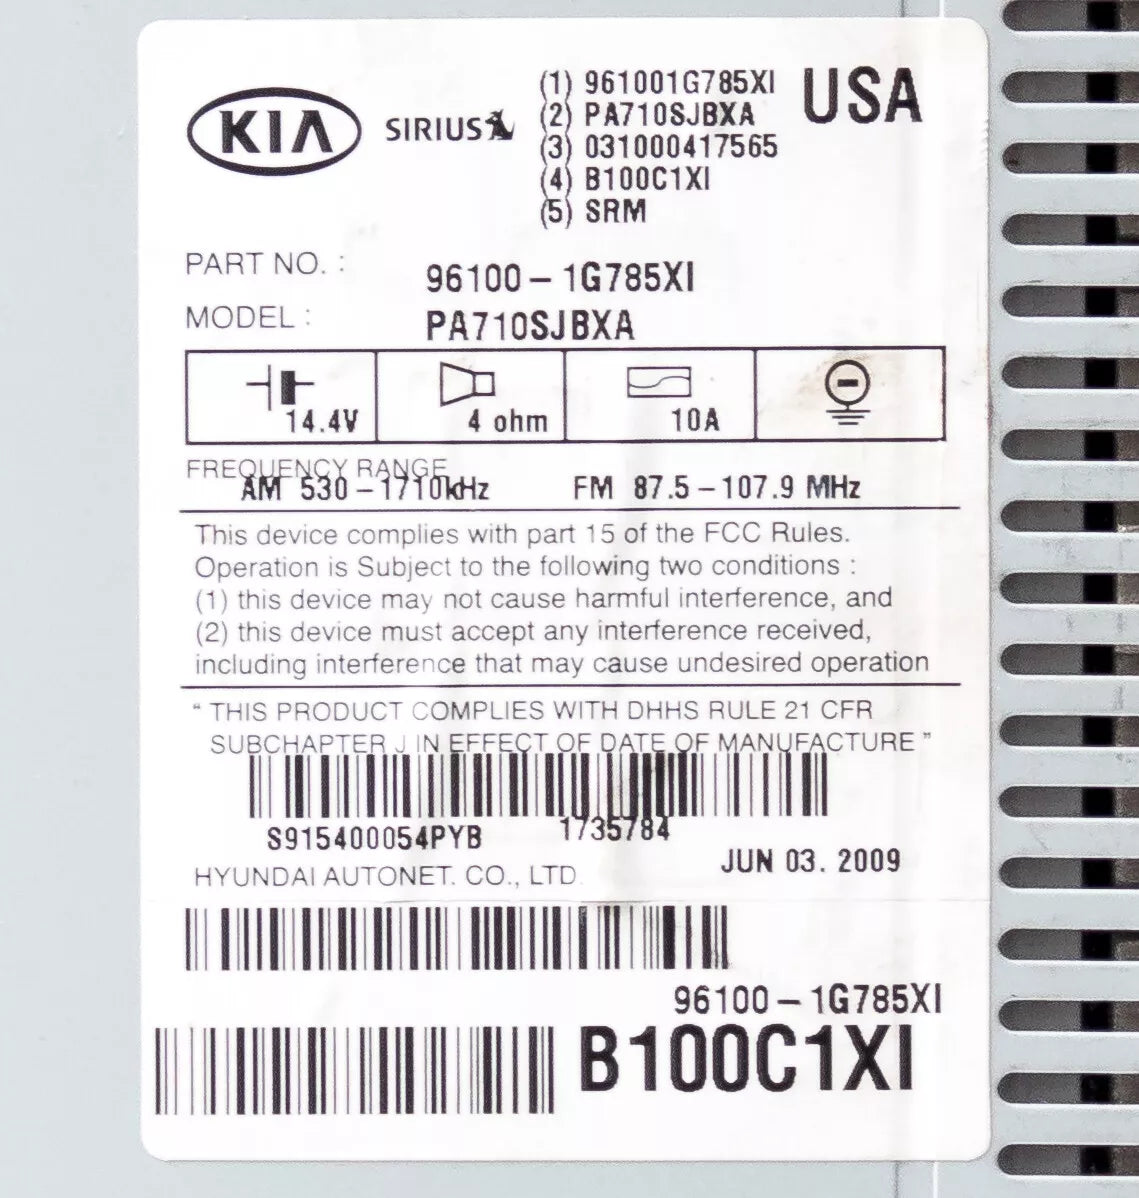 KIA
SIRIUS
(1) 961001G785XI
(2) PA710SJBXA
(3) 031000417565
(4) B100C1XI
(5) SRM
USA
PART NO. : 96100-1G785XI
MODEL : PA710SJBXA
14.4V 4 ohm 10A
FREQUENCY RANGE
AM 530-1710kHz FM 87.5-107.9 MHz
This device complies with part 15 of the FCC Rules.
Operation is Subject to the following two conditions :
(1) this device may not cause harmful interference, and
(2) this device must accept any interference received,
including interference that may cause undesired operation
" THIS PRODUCT COMPLIES WITH DHHS RULE 21 CFR
SUBCHAPTER J IN EFFECT OF DATE OF MANUFACTURE "
S915400054PYB 1735784
JUN 03. 2009
HYUNDAI AUTONET. CO., LTD.
96100-1G785XI
B100C1XI